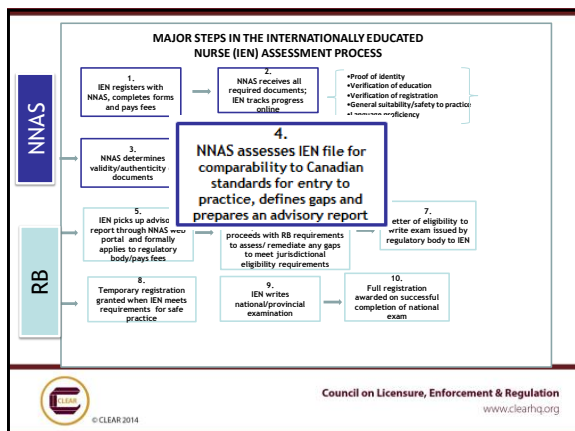 MAJOR STEPS IN THE INTERNATIONALLY EDUCATED
NURSE (IEN) ASSESSMENT PROCESS
NNAS
1.
IEN registers with
NNAS, completes forms
and pays fees
2.
NNAS receives all
required documents;
IEN tracks progress
online
•Proof of identity
•Verification of education
•Verification of registration
•General suitability/safety to practice
•Language proficiency
3.
NNAS determines
validity/authenticity
documents
4.
NNAS assesses IEN file for
comparability to Canadian
standards for entry to
practice, defines gaps and
prepares an advisory report
RB
5.
IEN picks up
report through NNAS
portal and formally
applies to regulatory
body/pays fees
proceeds with RB requirements
to assess/ remediate any gaps
to meet jurisdictional
eligibility requirements
7.
Letter of eligibility to
write exam issued by
regulatory body to IEN
8.
Temporary registration
granted when IEN meets
requirements for safe
practice
9.
IEN writes
national/provincial
examination
10.
Full registration
awarded on successful
completion of national
exam
CLEAR
© CLEAR 2014
Council on Licensure, Enforcement & Regulation
www.clearhq.org